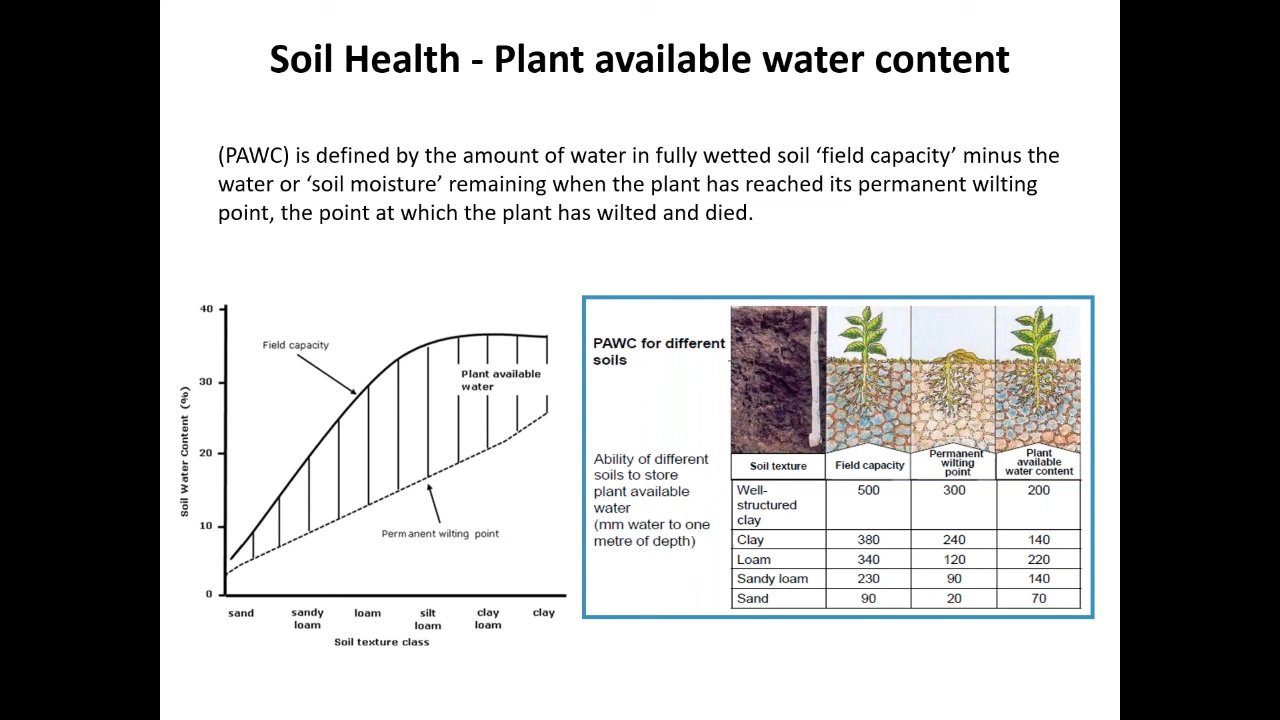 Soil Health - Plant available water content
(PAWC) is defined by the amount of water in fully wetted soil ‘field capacity’ minus the
water or ‘soil moisture’ remaining when the plant has reached its permanent wilting
point, the point at which the plant has wilted and died.
40
30
20
10
0
Soil Water Content (%)
Field capacity
Plant available
water
Permanent wilting point
sand
sandy
loam
loam
silt
loam
clay
loam
clay
Soil texture class
PAWC for different
soils
Ability of different
soils to store
plant available
water
(mm water to one
metre of depth)
Soil texture
Field capacity
Permanent
wilting
point
Plant
available
water content
Well-
structured
clay
500
300
200
Clay
380
240
140
Loam
340
120
220
Sandy loam
230
90
140
Sand
90
20
70